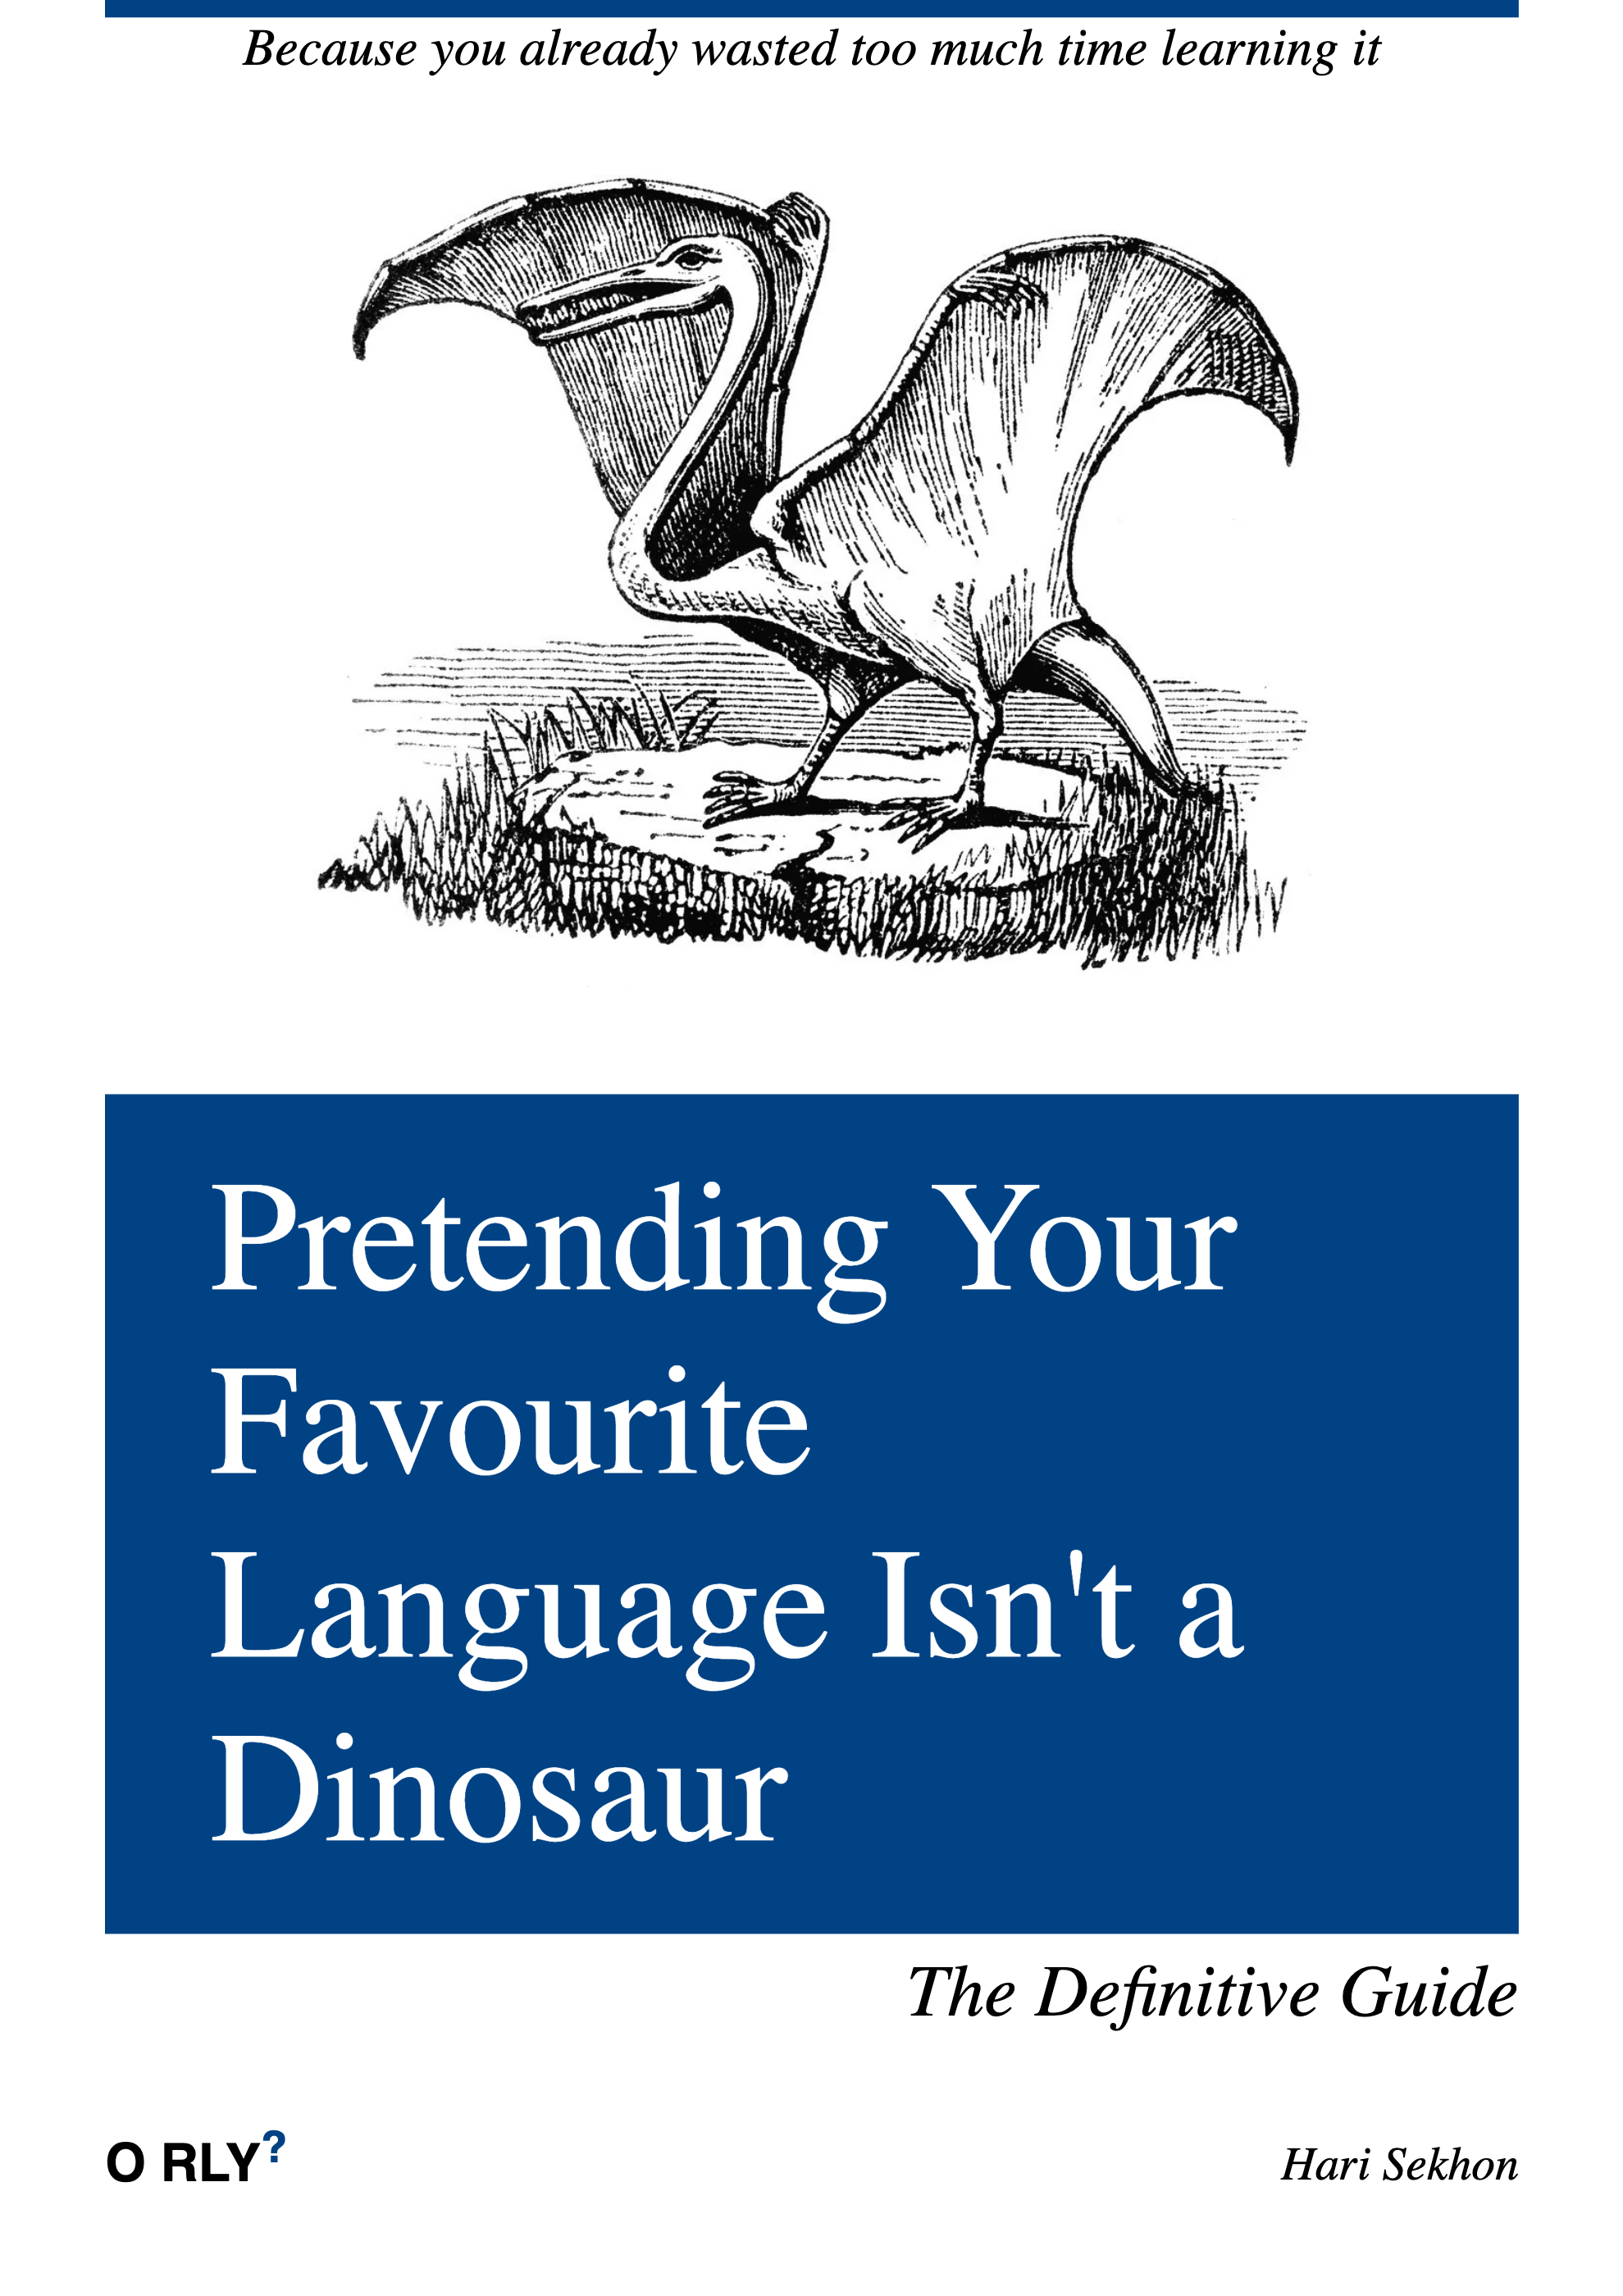 Because you already wasted too much time learning it
Pretending Your
Favourite
Language Isn't a
Dinosaur
The Definitive Guide
O RLY?
Hari Sekhon